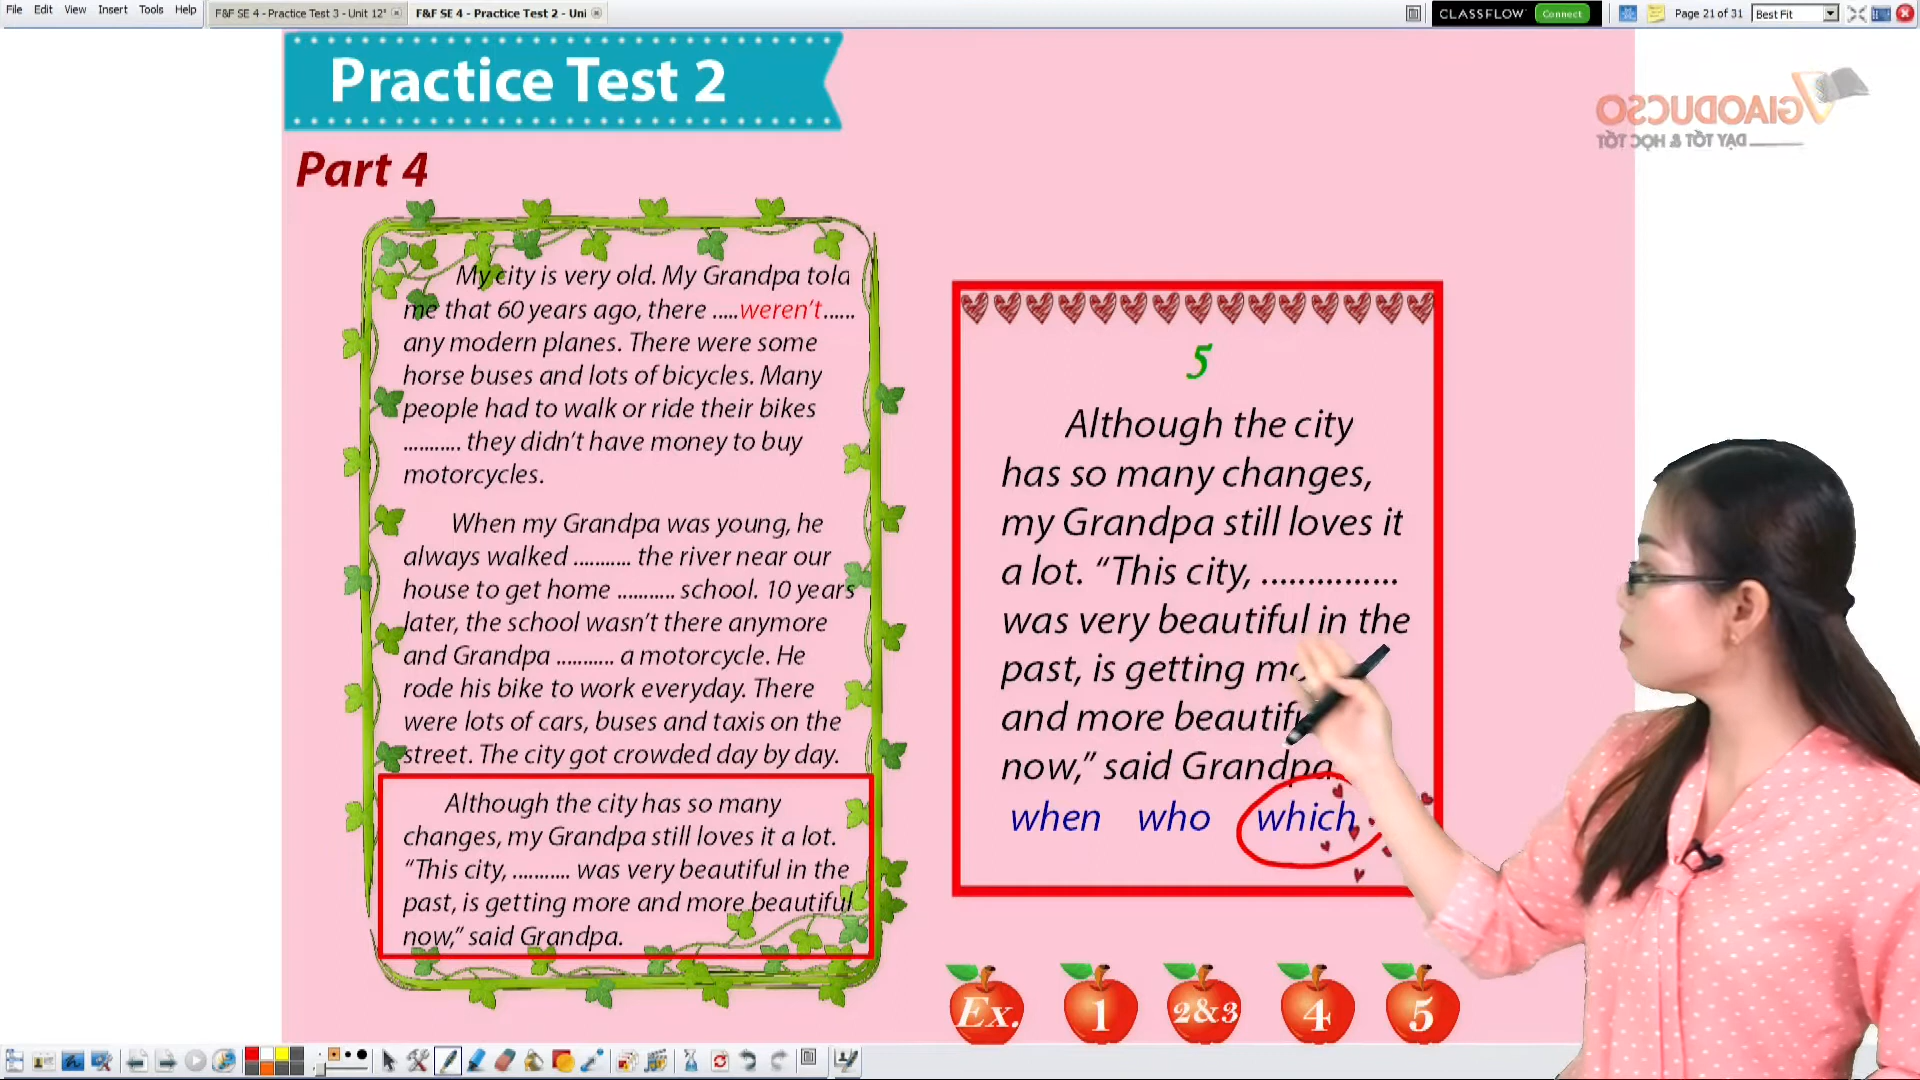 File Edit View Insert Tools Help
F&F SE 4 - Practice Test 3 - Unit 12*
F&F SE 4 - Practice Test 2 - Uni
CLASSFLOW Connect
Page 21 of 31
Best Fit
Practice Test 2
GIAODUCSO
DẠY TỐT & HỌC TỐT
Part 4
My city is very old. My Grandpa told
me that 60 years ago, there .....weren't......
any modern planes. There were some
horse buses and lots of bicycles. Many
people had to walk or ride their bikes
........... they didn't have money to buy
motorcycles.
When my Grandpa was young, he
always walked ........... the river near our
house to get home ........... school. 10 years
later, the school wasn't there anymore
and Grandpa ........... a motorcycle. He
rode his bike to work everyday. There
were lots of cars, buses and taxis on the
street. The city got crowded day by day.
Although the city has so many
changes, my Grandpa still loves it a lot.
“This city, ........... was very beautiful in the
past, is getting more and more beautiful
now,” said Grandpa.
5
Although the city
has so many changes,
my Grandpa still loves it
a lot. “This city, ...............
was very beautiful in the
past, is getting mo
and more beautif
now,” said Grandpa.
when who which
Ex. 1 2&3 4 5